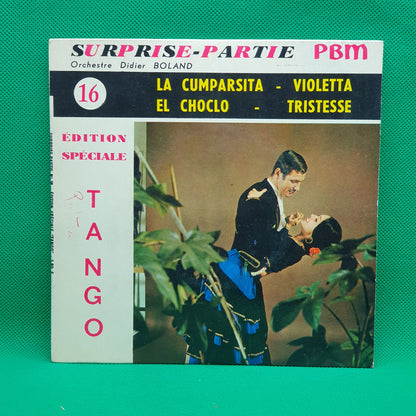 SURPRISE-PARTIE PBM
Orchestre Didier BOLAND
16
LA CUMPARSITA - VIOLETTA
EL CHOCLO - TRISTESSE
ÉDITION
SPÉCIALE
TANGO